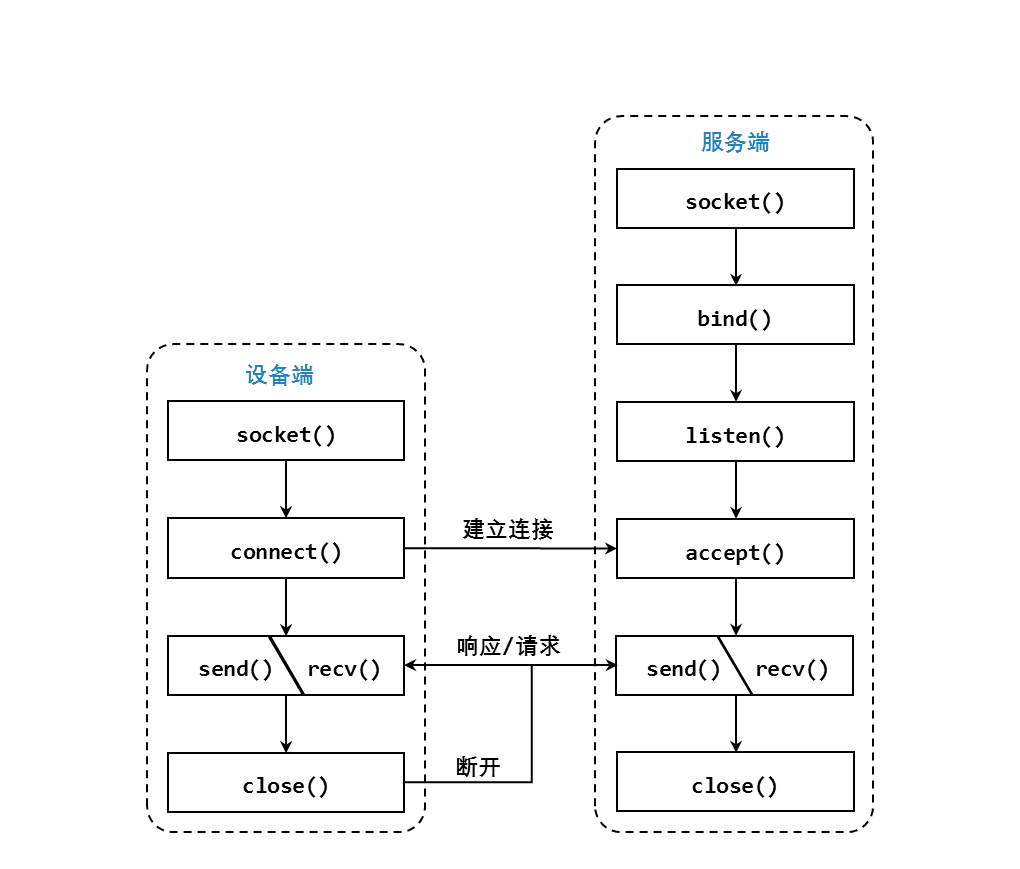 服务端
socket()
bind()
listen()
accept()
send() recv()
close()
设备端
socket()
connect()
send() recv()
close()
建立连接
响应/请求
断开